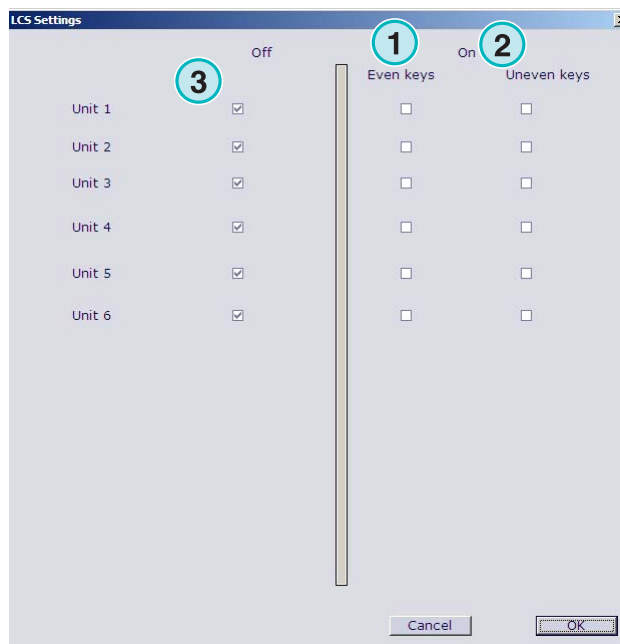 LCS Settings
Off
1
On
2
Even keys
Uneven keys
3
Unit 1
Unit 2
Unit 3
Unit 4
Unit 5
Unit 6
Cancel
OK